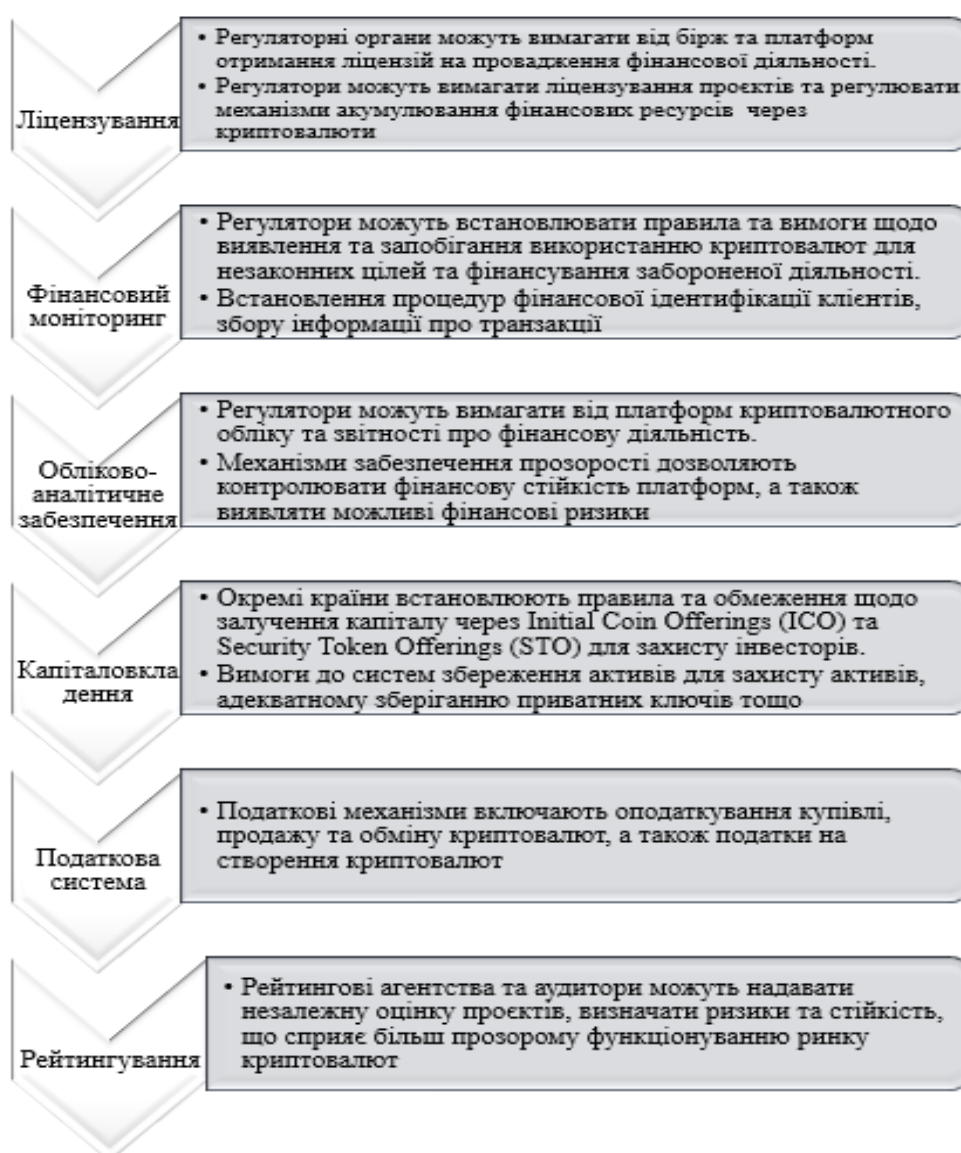 • Регуляторні органи можуть вимагати від бірж та платформ
отримання ліцензій на провадження фінансової діяльності.
• Регулятори можуть вимагати ліцензування проєктів та регулювати
механізми акумулювання фінансових ресурсів через
криптовалюти
Ліцензування
• Регулятори можуть встановлювати правила та вимоги щодо
виявлення та запобігання використанню криптовалют для
незаконних цілей та фінансування забороненої діяльності.
• Встановлення процедур фінансової ідентифікації клієнтів,
збору інформації про транзакції
Фінансовий
моніторинг
• Регулятори можуть вимагати від платформ криптовалютного
обліку та звітності про фінансову діяльність.
• Механізми забезпечення прозорості дозволяють
контролювати фінансову стійкість платформ, а також
виявляти можливі фінансові ризики
Обліково-
аналітичне
забезпечення
• Окремі країни встановлюють правила та обмеження щодо
залучення капіталу через Initial Coin Offerings (ICO) та
Security Token Offerings (STO) для захисту інвесторів.
• Вимоги до систем збереження активів для захисту активів,
адекватному зберіганню приватних ключів тощо
Капіталовкла
дення
• Податкові механізми включають оподаткування купівлі,
продажу та обміну криптовалют, а також податки на
створення криптовалют
Податкова
система
• Рейтингові агентства та аудитори можуть надавати
незалежну оцінку проєктів, визначати ризики та стійкість,
що сприяє більш прозорому функціонуванню ринку
криптовалют
Рейтингування